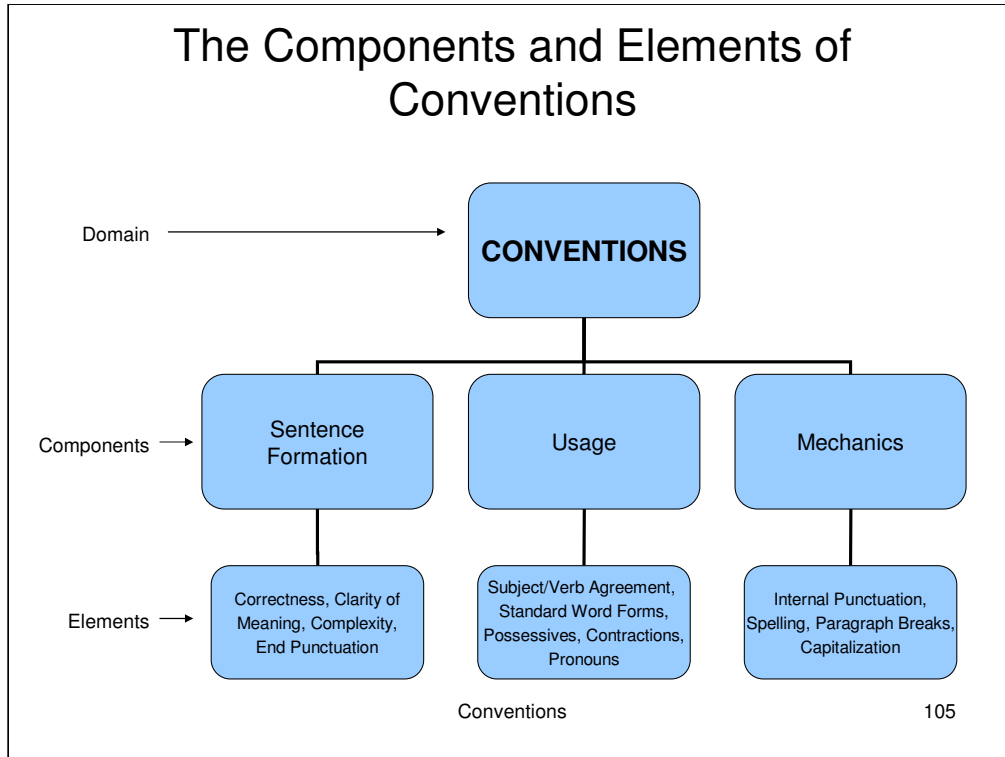 The Components and Elements of
Conventions
Domain
CONVENTIONS
Components
Sentence
Formation
Usage
Mechanics
Elements
Correctness, Clarity of
Meaning, Complexity,
End Punctuation
Subject/Verb Agreement,
Standard Word Forms,
Possessives, Contractions,
Pronouns
Internal Punctuation,
Spelling, Paragraph Breaks,
Capitalization
Conventions
105